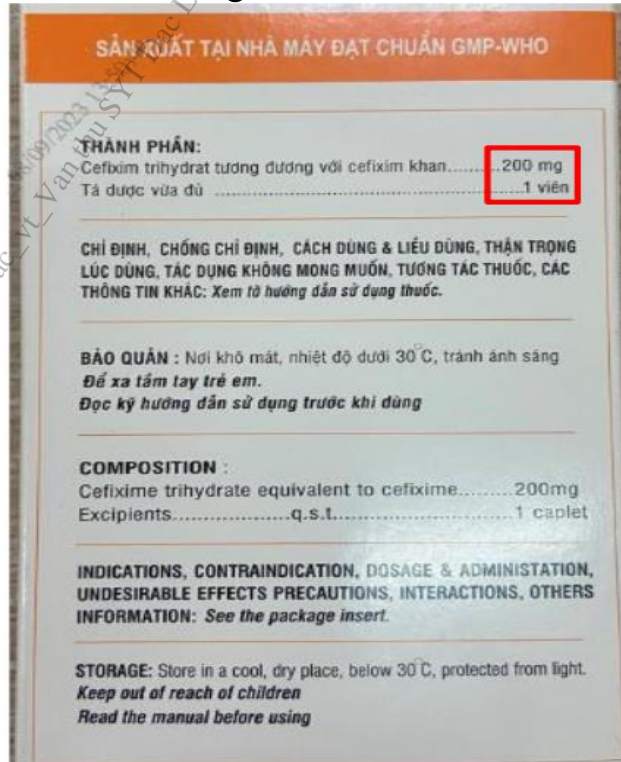 SẢN XUẤT TẠI NHÀ MÁY ĐẠT CHUẨN GMP-WHO
THÀNH PHẦN:
Cefixim trihydrat tương đương với cefixim khan..........200 mg
Tá dược vừa đủ ..................................................1 viên
CHỈ ĐỊNH, CHỐNG CHỈ ĐỊNH, CÁCH DÙNG & LIỀU DÙNG, THẬN TRỌNG
LÚC DÙNG, TÁC DỤNG KHÔNG MONG MUỐN, TƯƠNG TÁC THUỐC, CÁC
THÔNG TIN KHÁC: Xem tờ hướng dẫn sử dụng thuốc.
BẢO QUẢN : Nơi khô mát, nhiệt độ dưới 30°C, tránh ánh sáng
Để xa tầm tay trẻ em.
Đọc kỹ hướng dẫn sử dụng trước khi dùng
COMPOSITION :
Cefixime trihydrate equivalent to cefixime.........200mg
Excipients...................q.s.t............................1 caplet
INDICATIONS, CONTRAINDICATION, DOSAGE & ADMINISTATION,
UNDESIRABLE EFFECTS PRECAUTIONS, INTERACTIONS, OTHERS
INFORMATION: See the package insert.
STORAGE: Store in a cool, dry place, below 30°C, protected from light.
Keep out of reach of children
Read the manual before using